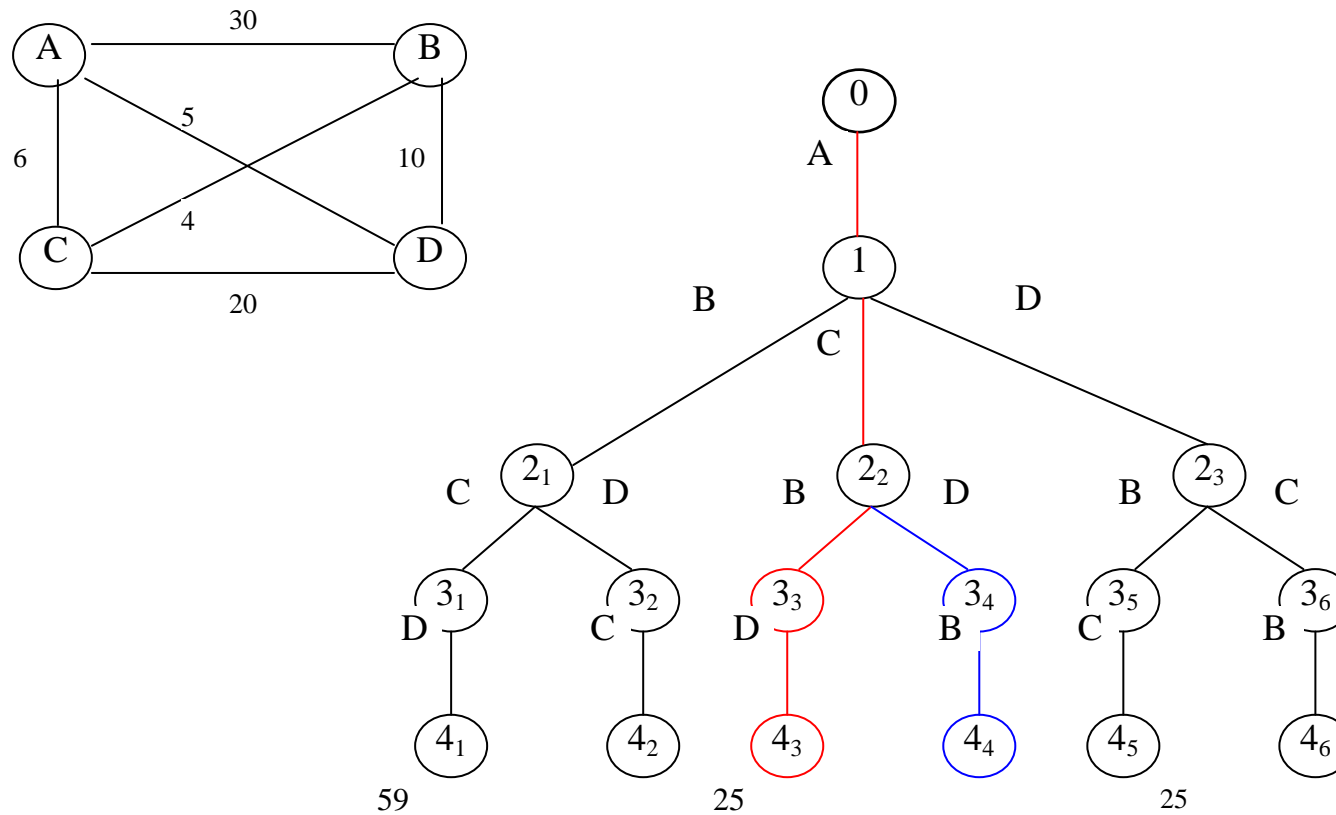 30
A B
5
6 10
4
C D
20
0
A
1
B D
C
2₁ 2₂ 2₃
C D B D B C
3₁ 3₂ 3₃ 3₄ 3₅ 3₆
D C D B C B
4₁ 4₂ 4₃ 4₄ 4₅ 4₆
59 25 25